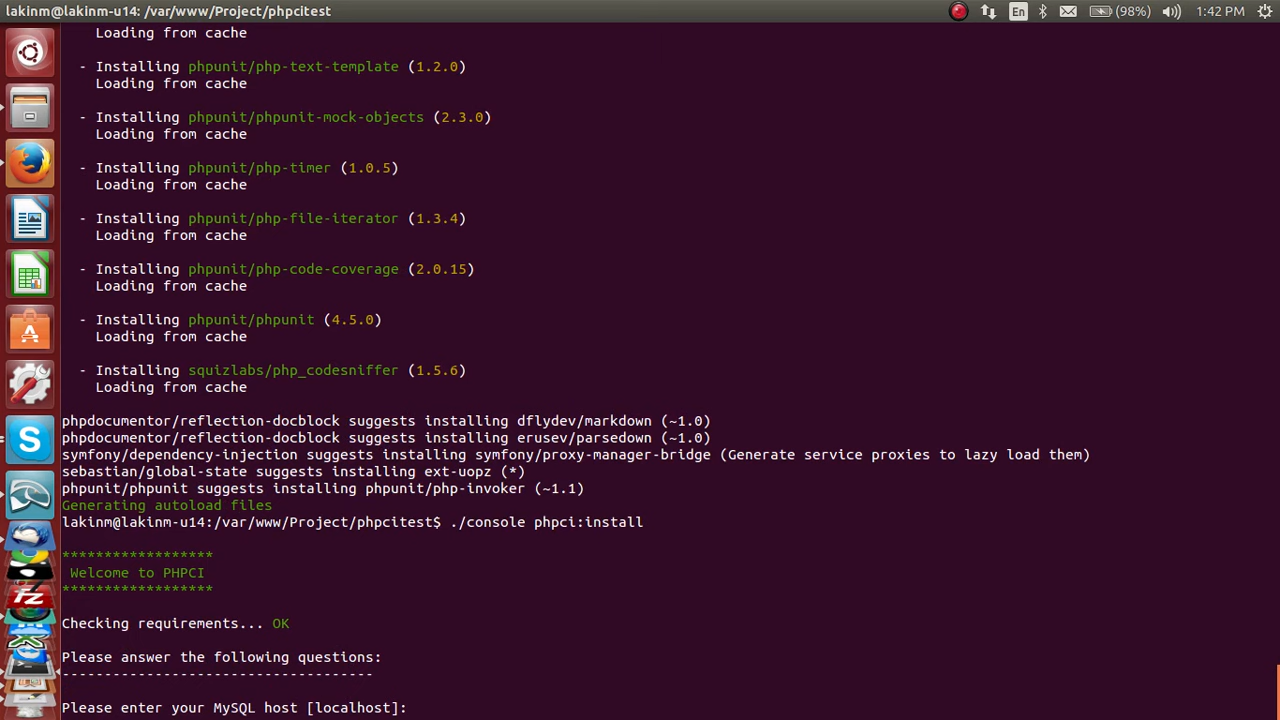 lakinm@lakinm-u14: /var/www/Project/phpcitest
En
(98%)
1:42 PM
Loading from cache
- Installing phpunit/php-text-template (1.2.0)
Loading from cache
- Installing phpunit/phpunit-mock-objects (2.3.0)
Loading from cache
- Installing phpunit/php-timer (1.0.5)
Loading from cache
- Installing phpunit/php-file-iterator (1.3.4)
Loading from cache
- Installing phpunit/php-code-coverage (2.0.15)
Loading from cache
- Installing phpunit/phpunit (4.5.0)
Loading from cache
- Installing squizlabs/php_codesniffer (1.5.6)
Loading from cache
phpdocumentor/reflection-docblock suggests installing dflydev/markdown (~1.0)
phpdocumentor/reflection-docblock suggests installing erusev/parsedown (~1.0)
symfony/dependency-injection suggests installing symfony/proxy-manager-bridge (Generate service proxies to lazy load them)
sebastian/global-state suggests installing ext-uopz (*)
phpunit/phpunit suggests installing phpunit/php-invoker (~1.1)
Generating autoload files
lakinm@lakinm-u14:/var/www/Project/phpcitest$ ./console phpci:install
******************
Welcome to PHPCI
******************
Checking requirements... OK
Please answer the following questions:
-------------------------------------
Please enter your MySQL host [localhost]: